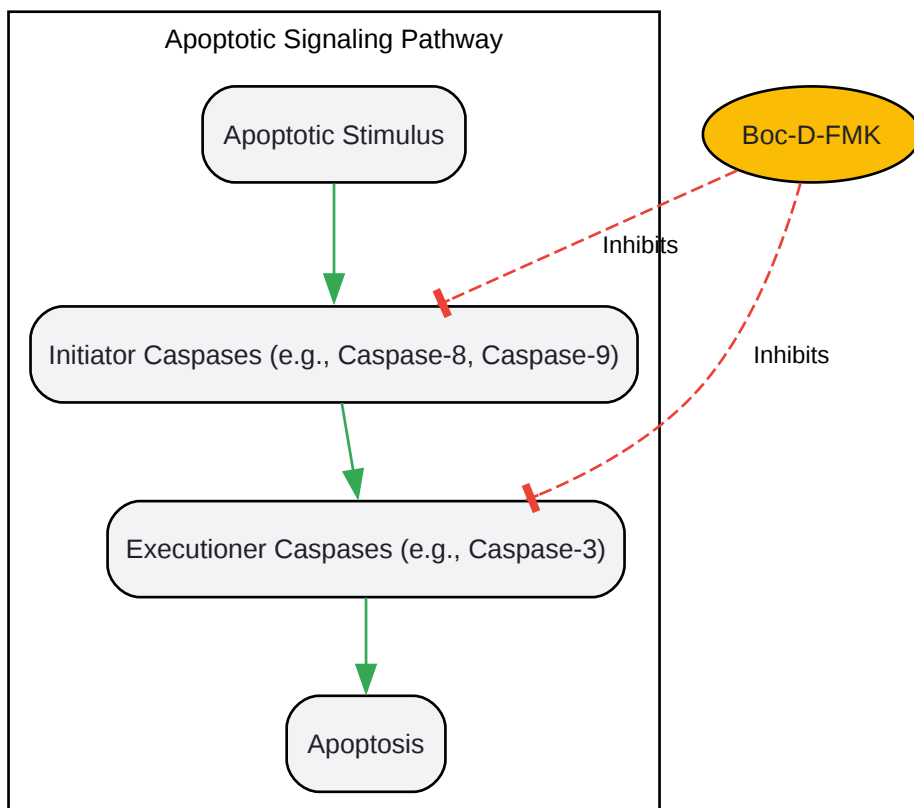 Apoptotic Signaling Pathway
Apoptotic Stimulus
Boc-D-FMK
Inhibits
Initiator Caspases (e.g., Caspase-8, Caspase-9)
Inhibits
Executioner Caspases (e.g., Caspase-3)
Apoptosis